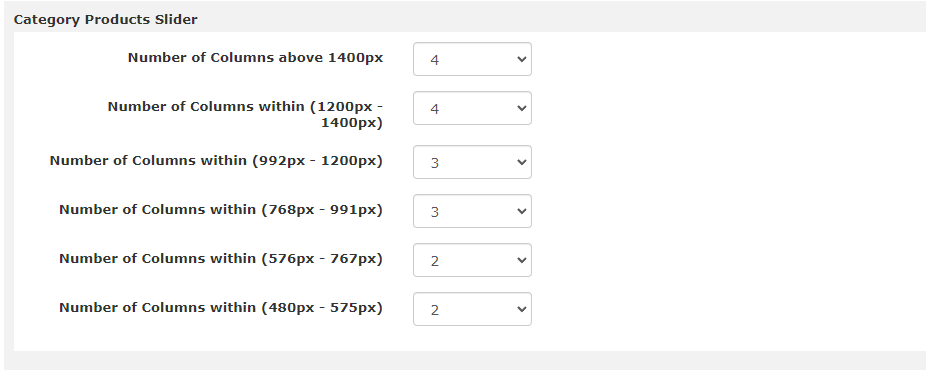 Category Products Slider
Number of Columns above 1400px 4
Number of Columns within (1200px -
1400px) 4
Number of Columns within (992px - 1200px) 3
Number of Columns within (768px - 991px) 3
Number of Columns within (576px - 767px) 2
Number of Columns within (480px - 575px) 2